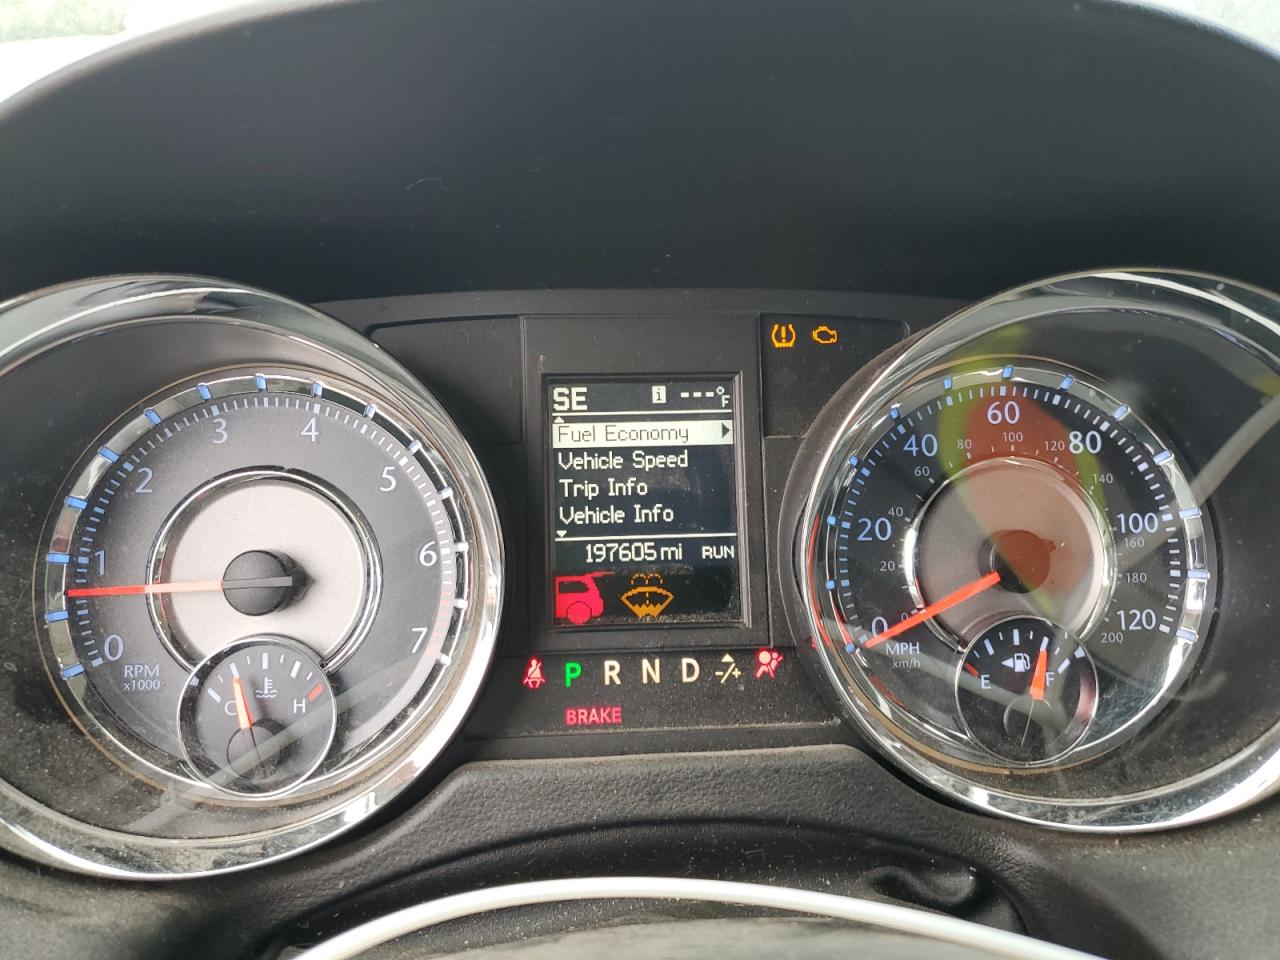 SE i ---°F
Fuel Economy
Vehicle Speed
Trip Info
Vehicle Info
197605 mi RUN
P R N D -/+
BRAKE
0 1 2 3 4 5 6 7
RPM
x1000
C H
0 20 40 60 80 100 120
0 20 40 60 80 100 120 140 160 180 200
MPH
km/h
E F